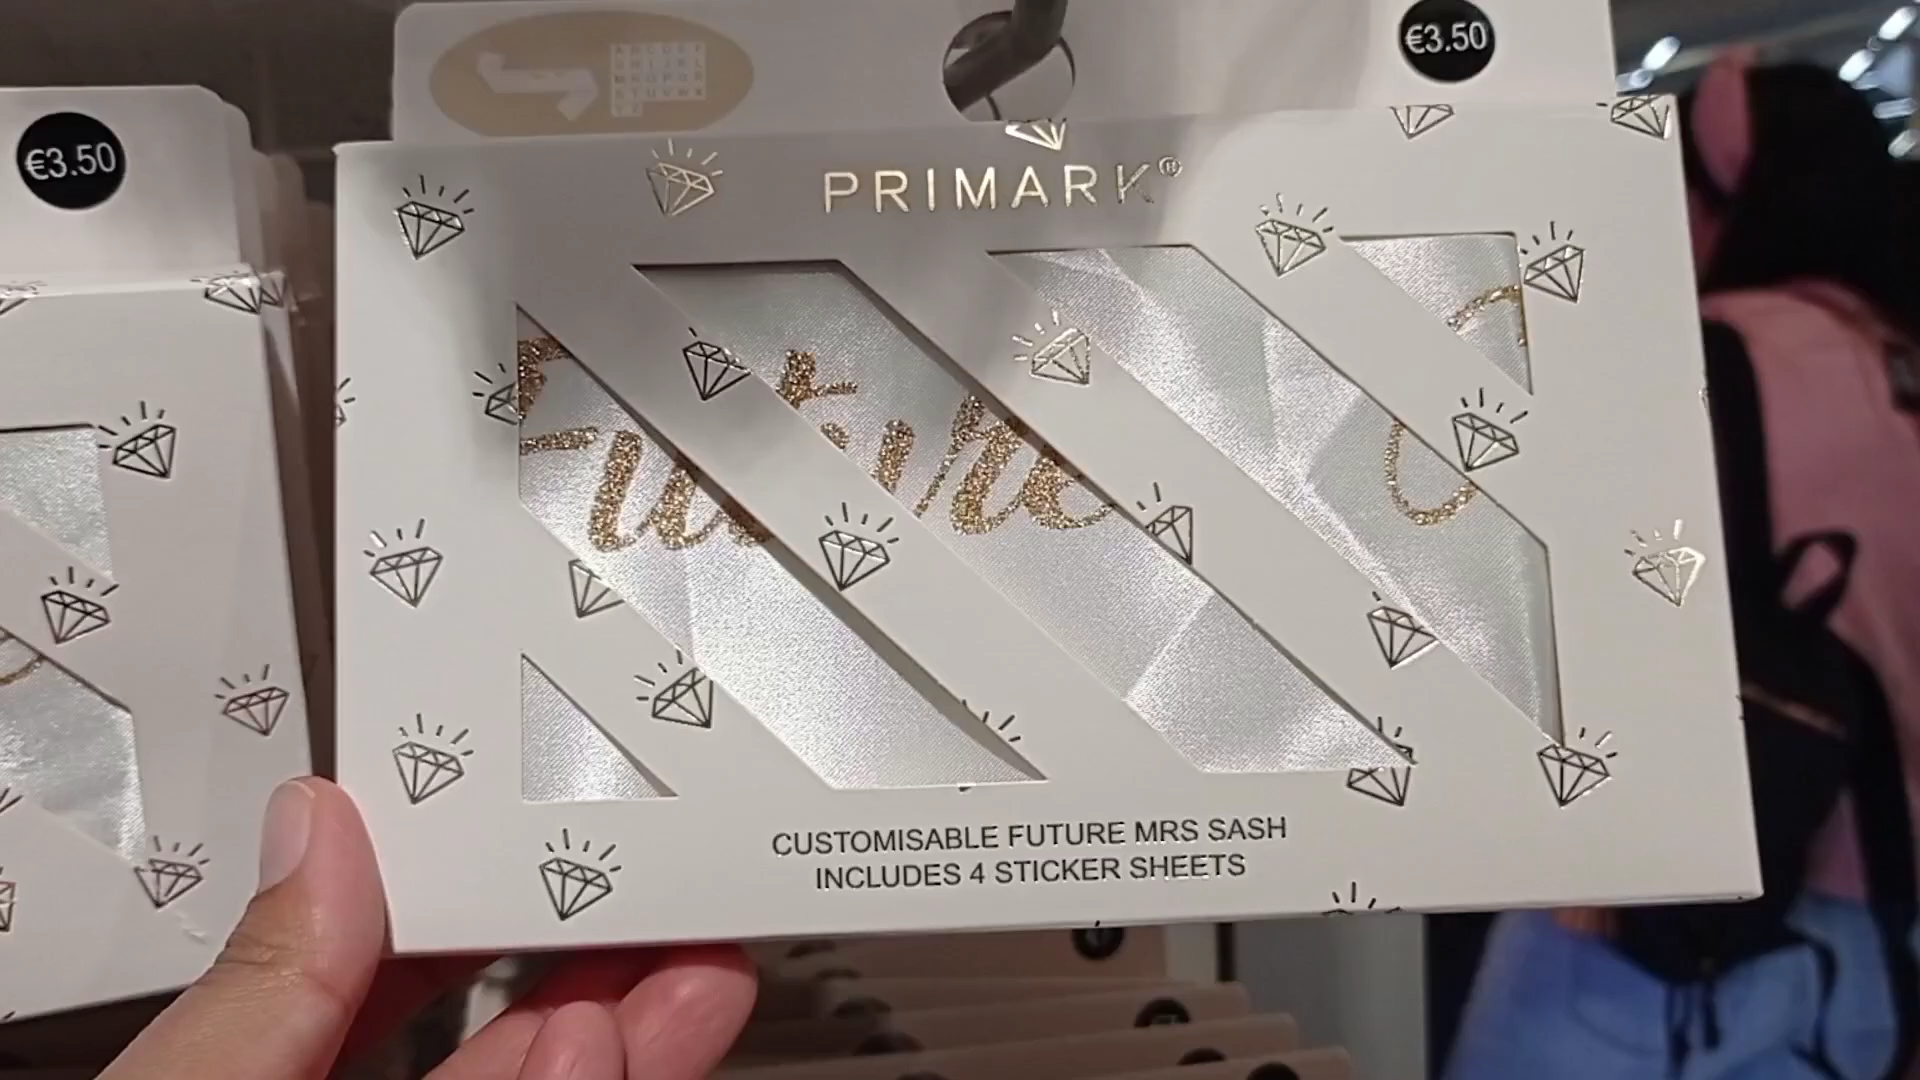 €3.50
€3.50
PRIMARK®
Future
CUSTOMISABLE FUTURE MRS SASH
INCLUDES 4 STICKER SHEETS